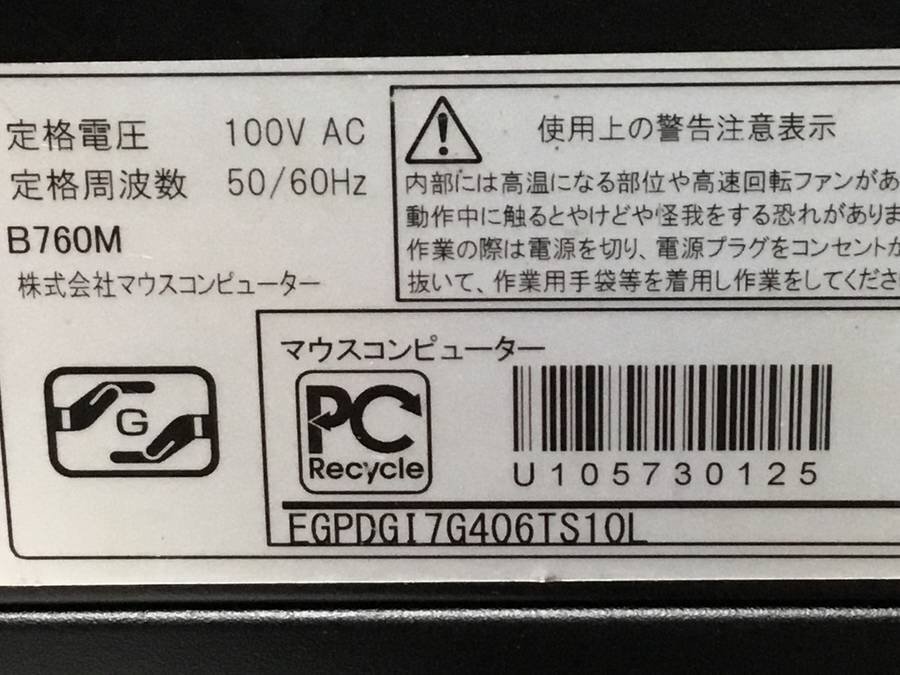 定格電圧 100V AC
定格周波数 50/60Hz
B760M
株式会社マウスコンピューター
使用上の警告注意表示
内部には高温になる部位や高速回転ファンがあ
動作中に触るとやけどや怪我をする恐れがありま
作業の際は電源を切り、電源プラグをコンセントか
抜いて、作業用手袋等を着用し作業をしてくださ
G
マウスコンピューター
PC
Recycle
U105730125
EGPDGI7G406TS10L